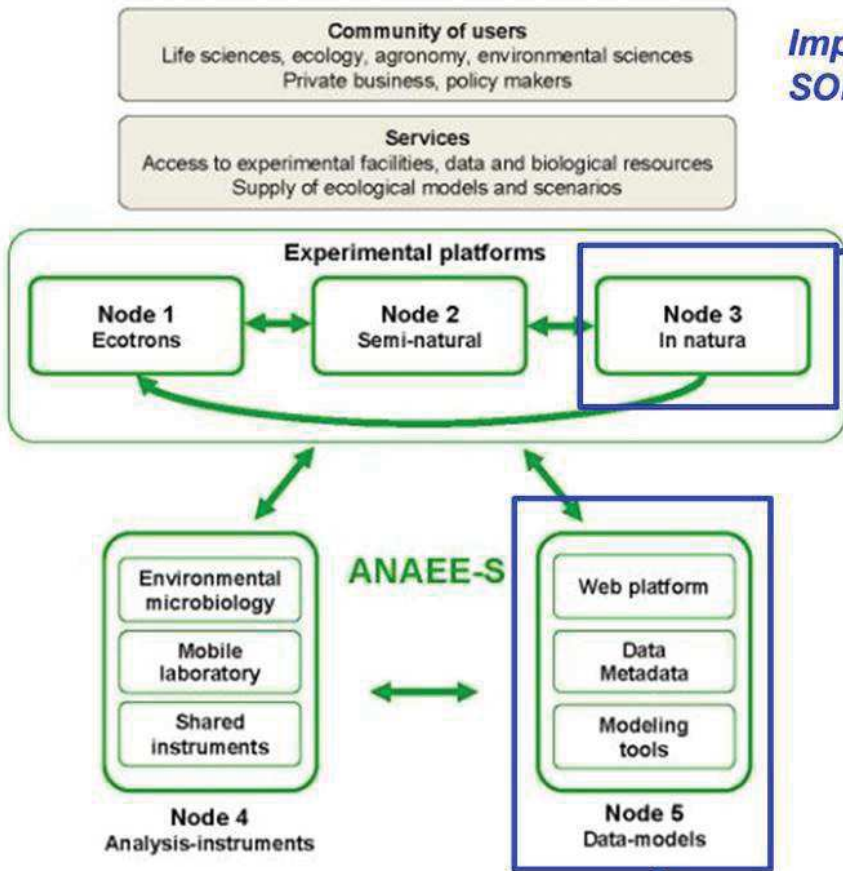 Community of users
Life sciences, ecology, agronomy, environmental sciences
Private business, policy makers
Services
Access to experimental facilities, data and biological resources
Supply of ecological models and scenarios
Experimental platforms
Node 1
Ecotrons
Node 2
Semi-natural
Node 3
In natura
ANAEE-S
Environmental
microbiology
Mobile
laboratory
Shared
instruments
Node 4
Analysis-instruments
Web platform
Data
Metadata
Modeling
tools
Node 5
Data-models